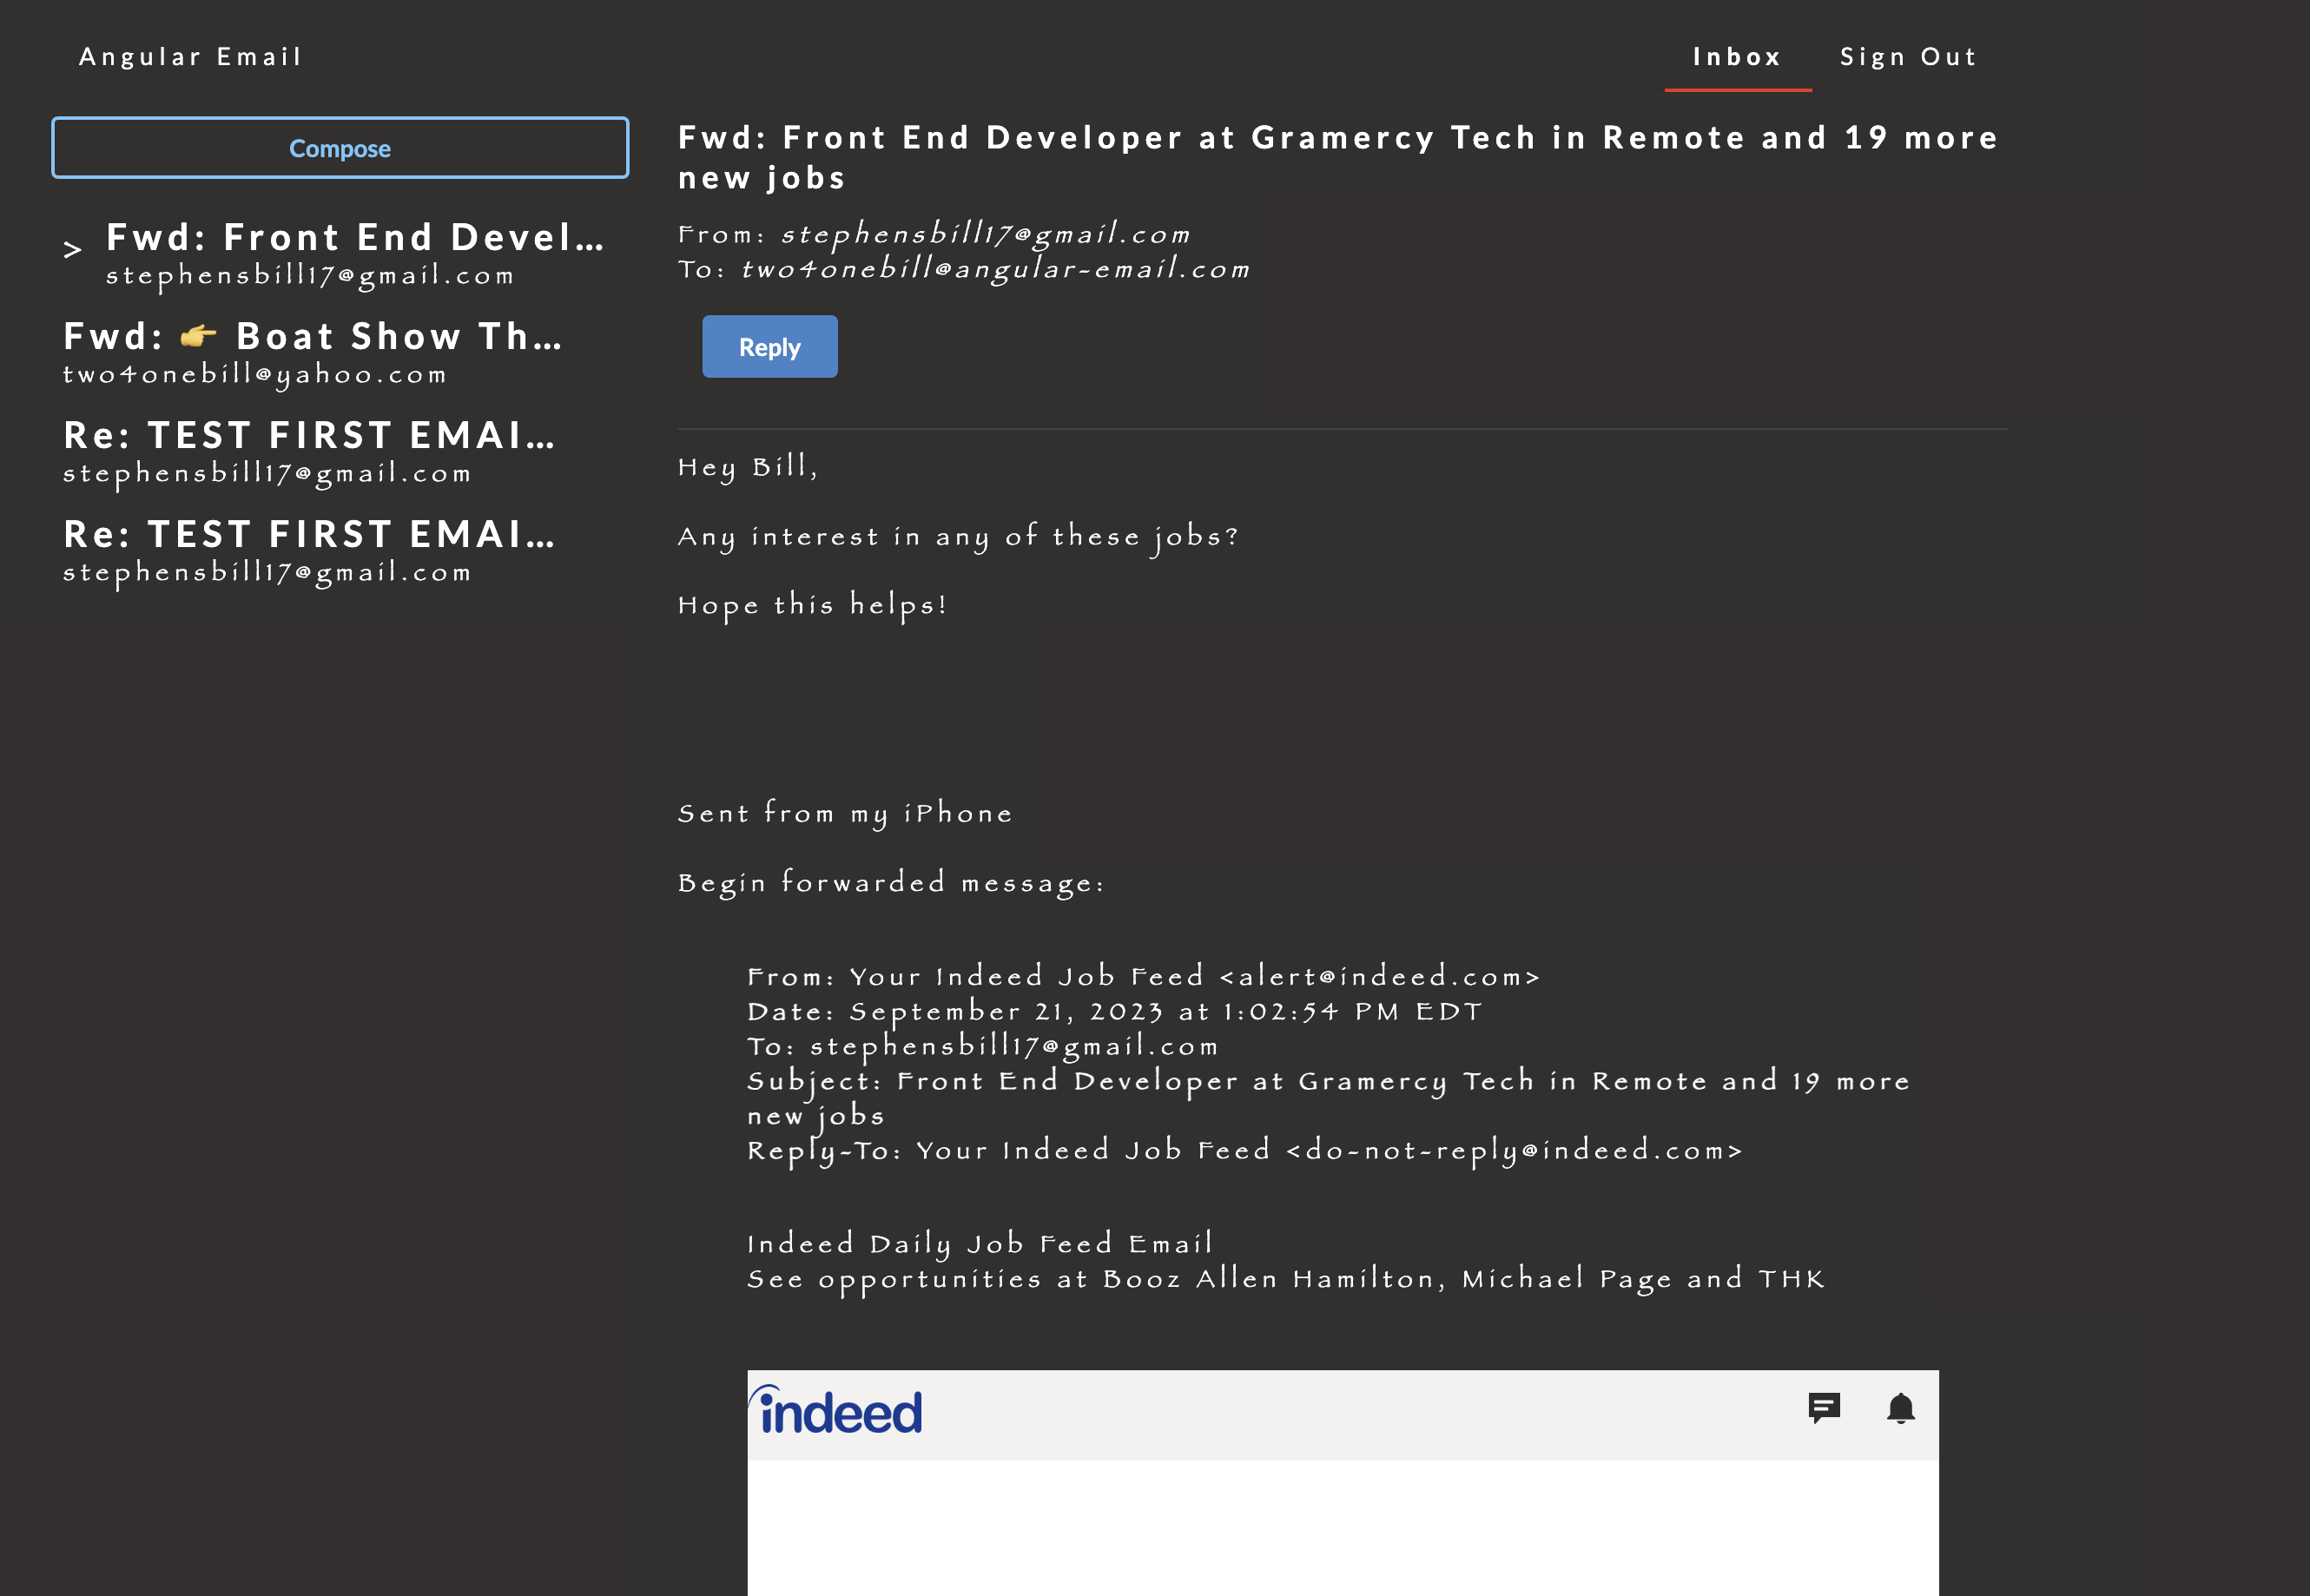 Angular Email
Inbox
Sign Out
Compose
> Fwd: Front End Devel...
stephensbill17@gmail.com
Fwd: 👉 Boat Show Th...
two4onebill@yahoo.com
Re: TEST FIRST EMAI...
stephensbill17@gmail.com
Re: TEST FIRST EMAI...
stephensbill17@gmail.com
Fwd: Front End Developer at Gramercy Tech in Remote and 19 more
new jobs
From: stephensbill17@gmail.com
To: two4onebill@angular-email.com
Reply
Hey Bill,
Any interest in any of these jobs?
Hope this helps!
Sent from my iPhone
Begin forwarded message:
From: Your Indeed Job Feed <alert@indeed.com>
Date: September 21, 2023 at 1:02:54 PM EDT
To: stephensbill17@gmail.com
Subject: Front End Developer at Gramercy Tech in Remote and 19 more
new jobs
Reply-To: Your Indeed Job Feed <do-not-reply@indeed.com>
Indeed Daily Job Feed Email
See opportunities at Booz Allen Hamilton, Michael Page and THK
indeed